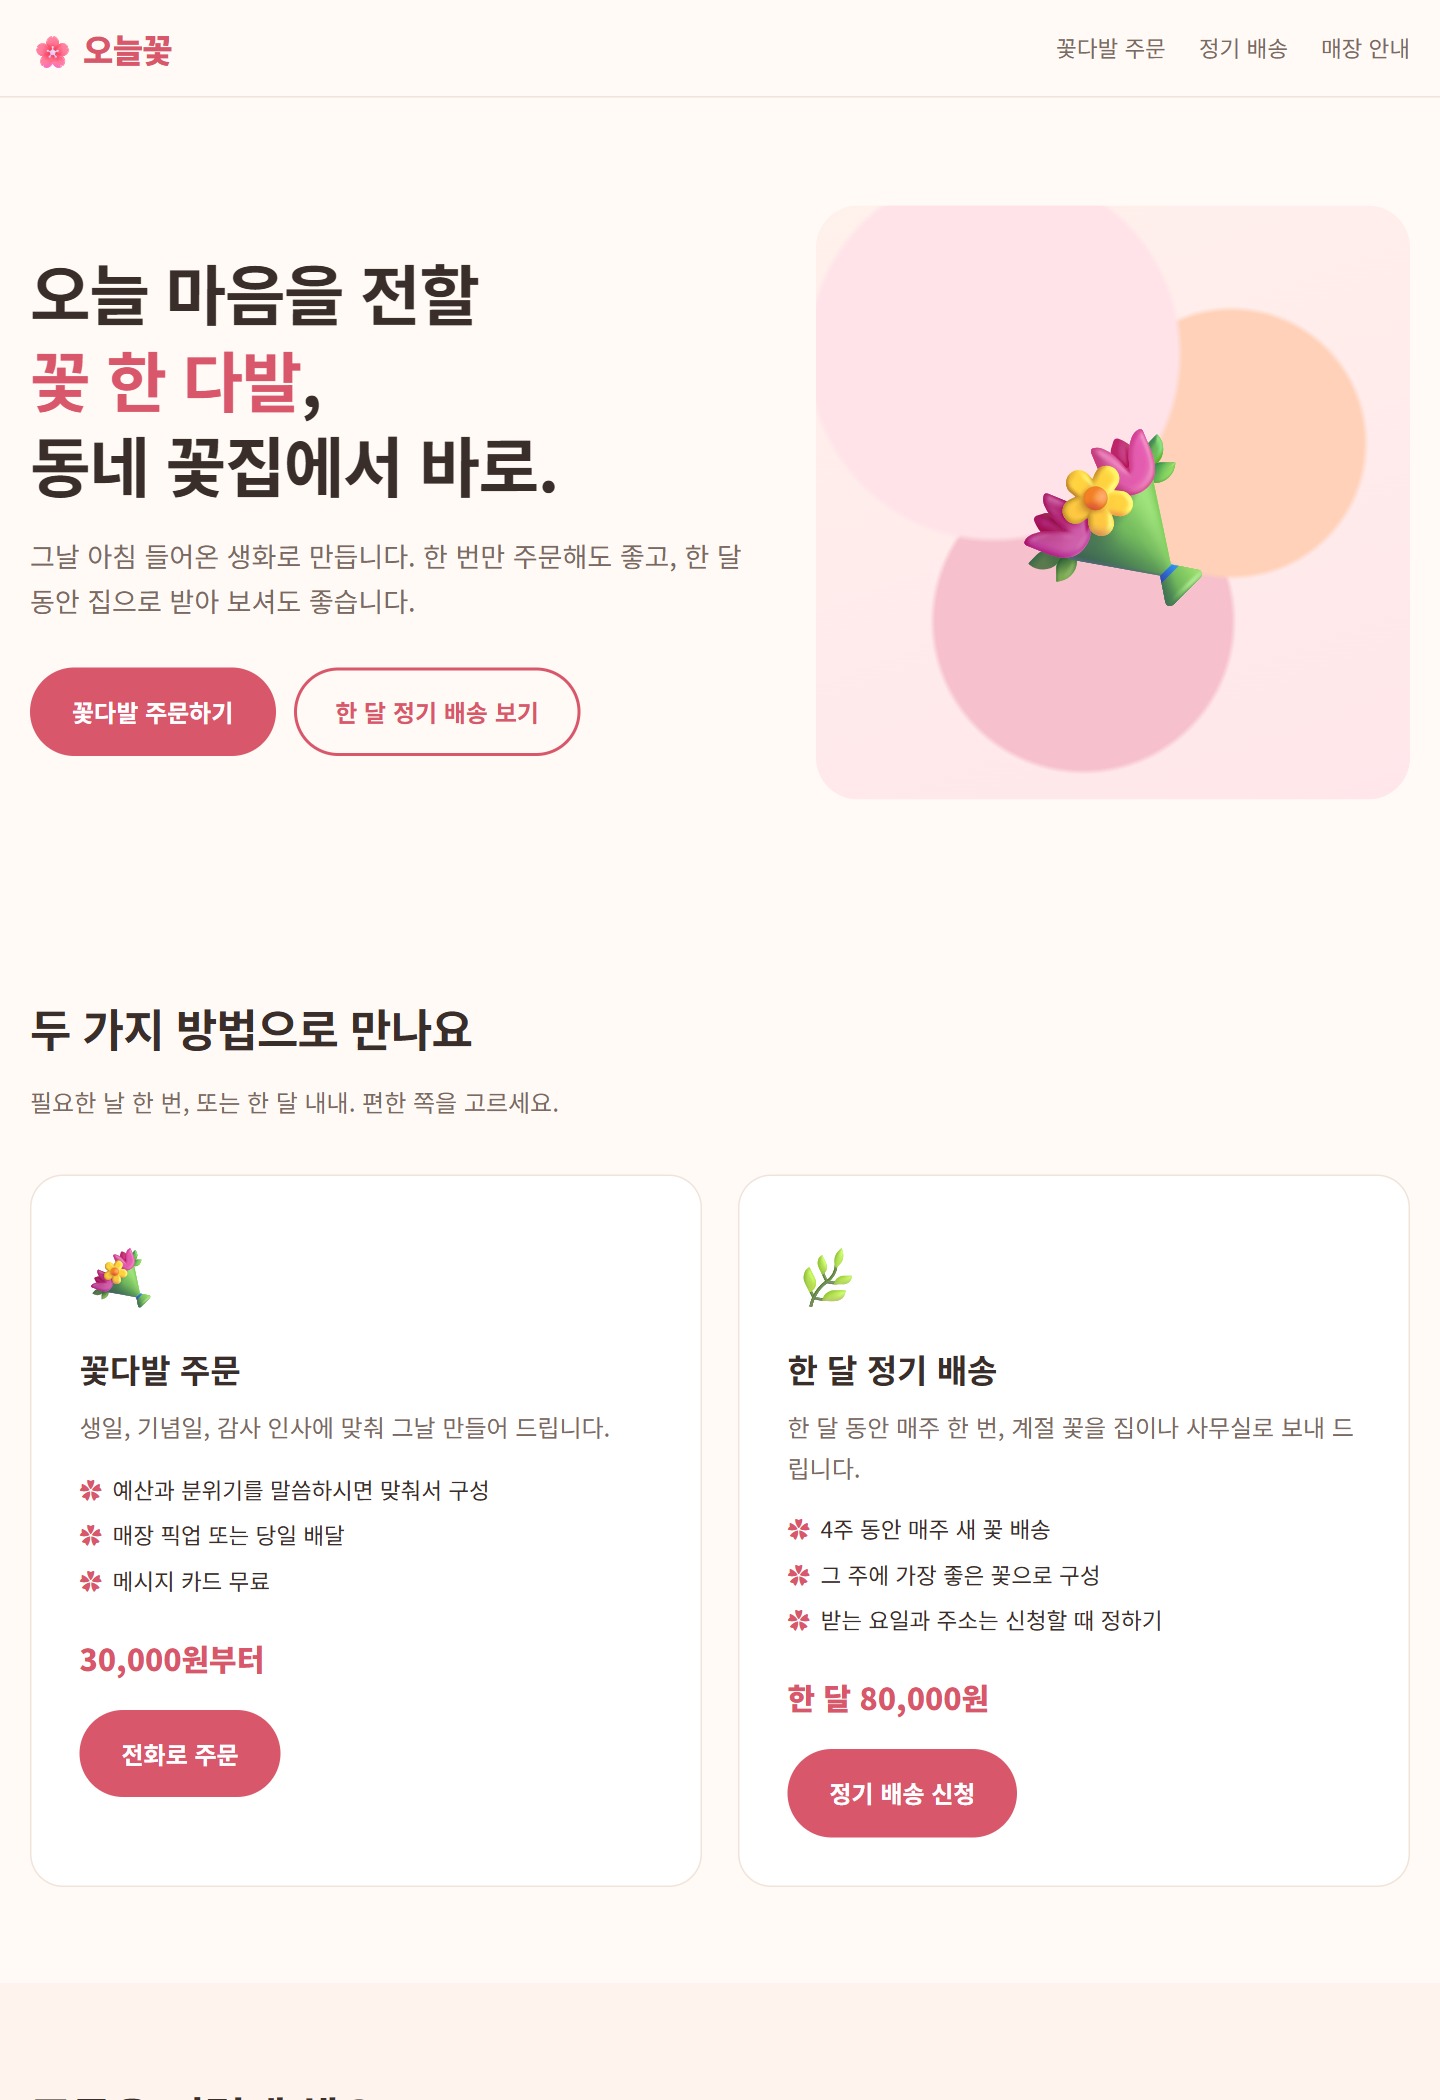 오늘꽃
꽃다발 주문 정기 배송 매장 안내
오늘 마음을 전할
꽃 한 다발,
동네 꽃집에서 바로.
그날 아침 들어온 생화로 만듭니다. 한 번만 주문해도 좋고, 한 달
동안 집으로 받아 보셔도 좋습니다.
꽃다발 주문하기
한 달 정기 배송 보기
두 가지 방법으로 만나요
필요한 날 한 번, 또는 한 달 내내. 편한 쪽을 고르세요.
꽃다발 주문
생일, 기념일, 감사 인사에 맞춰 그날 만들어 드립니다.
예산과 분위기를 말씀하시면 맞춰서 구성
매장 픽업 또는 당일 배달
메시지 카드 무료
30,000원부터
전화로 주문
한 달 정기 배송
한 달 동안 매주 한 번, 계절 꽃을 집이나 사무실로 보내 드
립니다.
4주 동안 매주 새 꽃 배송
그 주에 가장 좋은 꽃으로 구성
받는 요일과 주소는 신청할 때 정하기
한 달 80,000원
정기 배송 신청